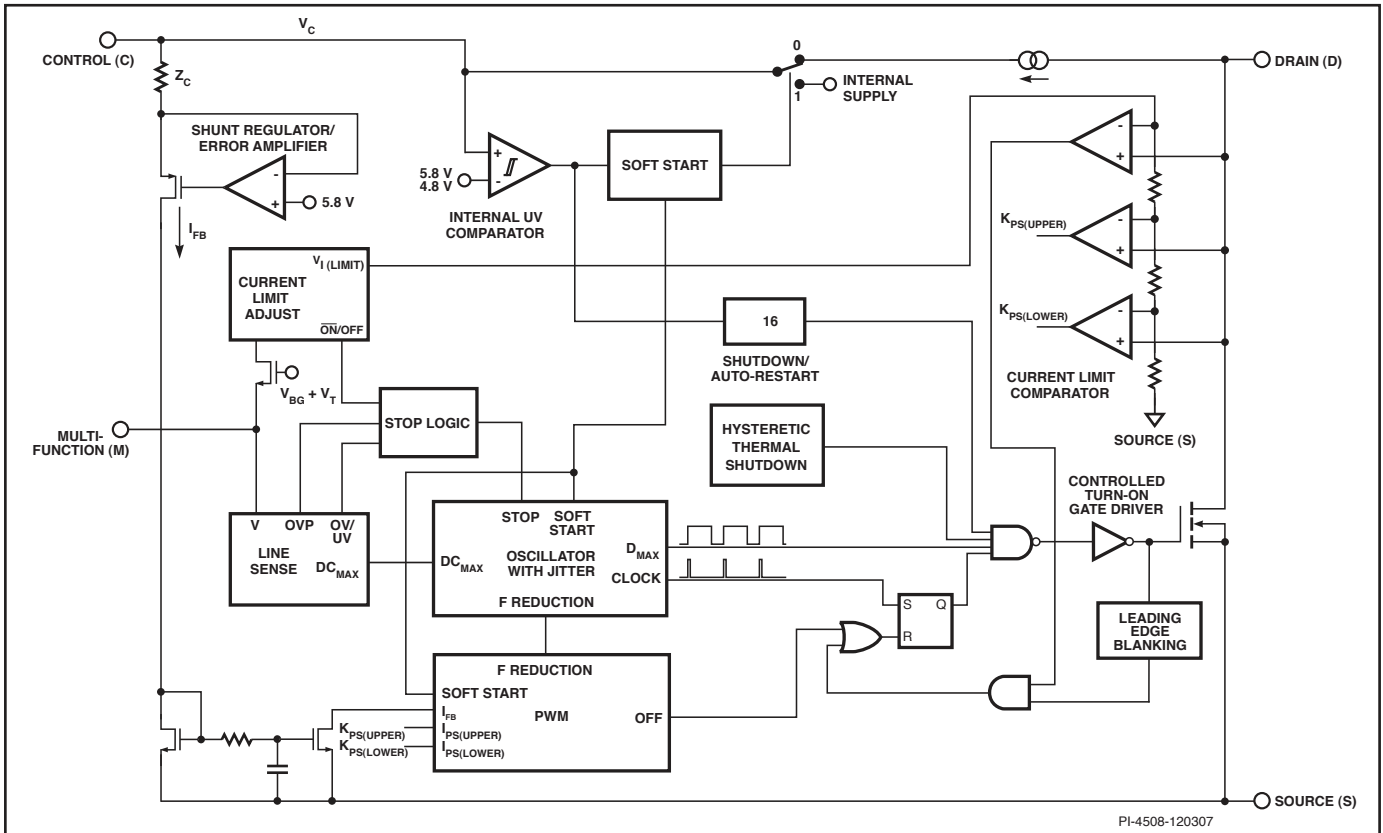 V_C
CONTROL (C)
Z_C
0
1
INTERNAL
SUPPLY
DRAIN (D)
SHUNT REGULATOR/
ERROR AMPLIFIER
-
+
5.8 V
I_FB
+
-
5.8 V
4.8 V
INTERNAL UV
COMPARATOR
SOFT START
-
+
K_PS(UPPER)
-
+
K_PS(LOWER)
-
+
CURRENT LIMIT
COMPARATOR
SOURCE (S)
V_I (LIMIT)
CURRENT
LIMIT
ADJUST
ON/OFF
V_BG + V_T
16
SHUTDOWN/
AUTO-RESTART
STOP LOGIC
HYSTERETIC
THERMAL
SHUTDOWN
MULTI-
FUNCTION (M)
CONTROLLED
TURN-ON
GATE DRIVER
V
OVP
OV/
UV
LINE
SENSE
DC_MAX
STOP
SOFT
START
DC_MAX
OSCILLATOR
WITH JITTER
D_MAX
CLOCK
F REDUCTION
S
Q
R
LEADING
EDGE
BLANKING
F REDUCTION
SOFT START
I_FB
PWM
OFF
K_PS(UPPER)
I_PS(UPPER)
K_PS(LOWER)
I_PS(LOWER)
SOURCE (S)
PI-4508-120307